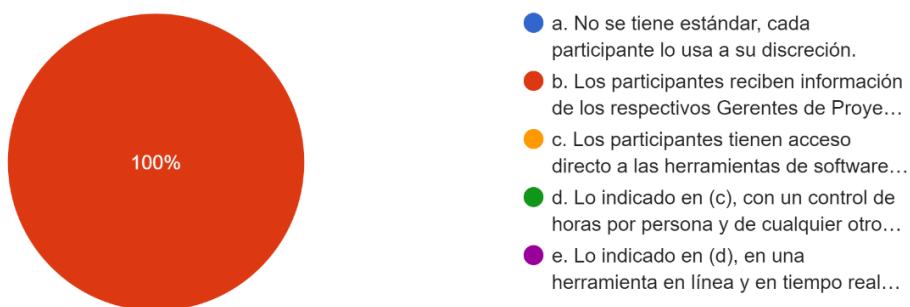 100%
a. No se tiene estándar, cada
participante lo usa a su discreción.
b. Los participantes reciben información
de los respectivos Gerentes de Proye…
c. Los participantes tienen acceso
directo a las herramientas de software…
d. Lo indicado en (c), con un control de
horas por persona y de cualquier otro…
e. Lo indicado en (d), en una
herramienta en línea y en tiempo real…